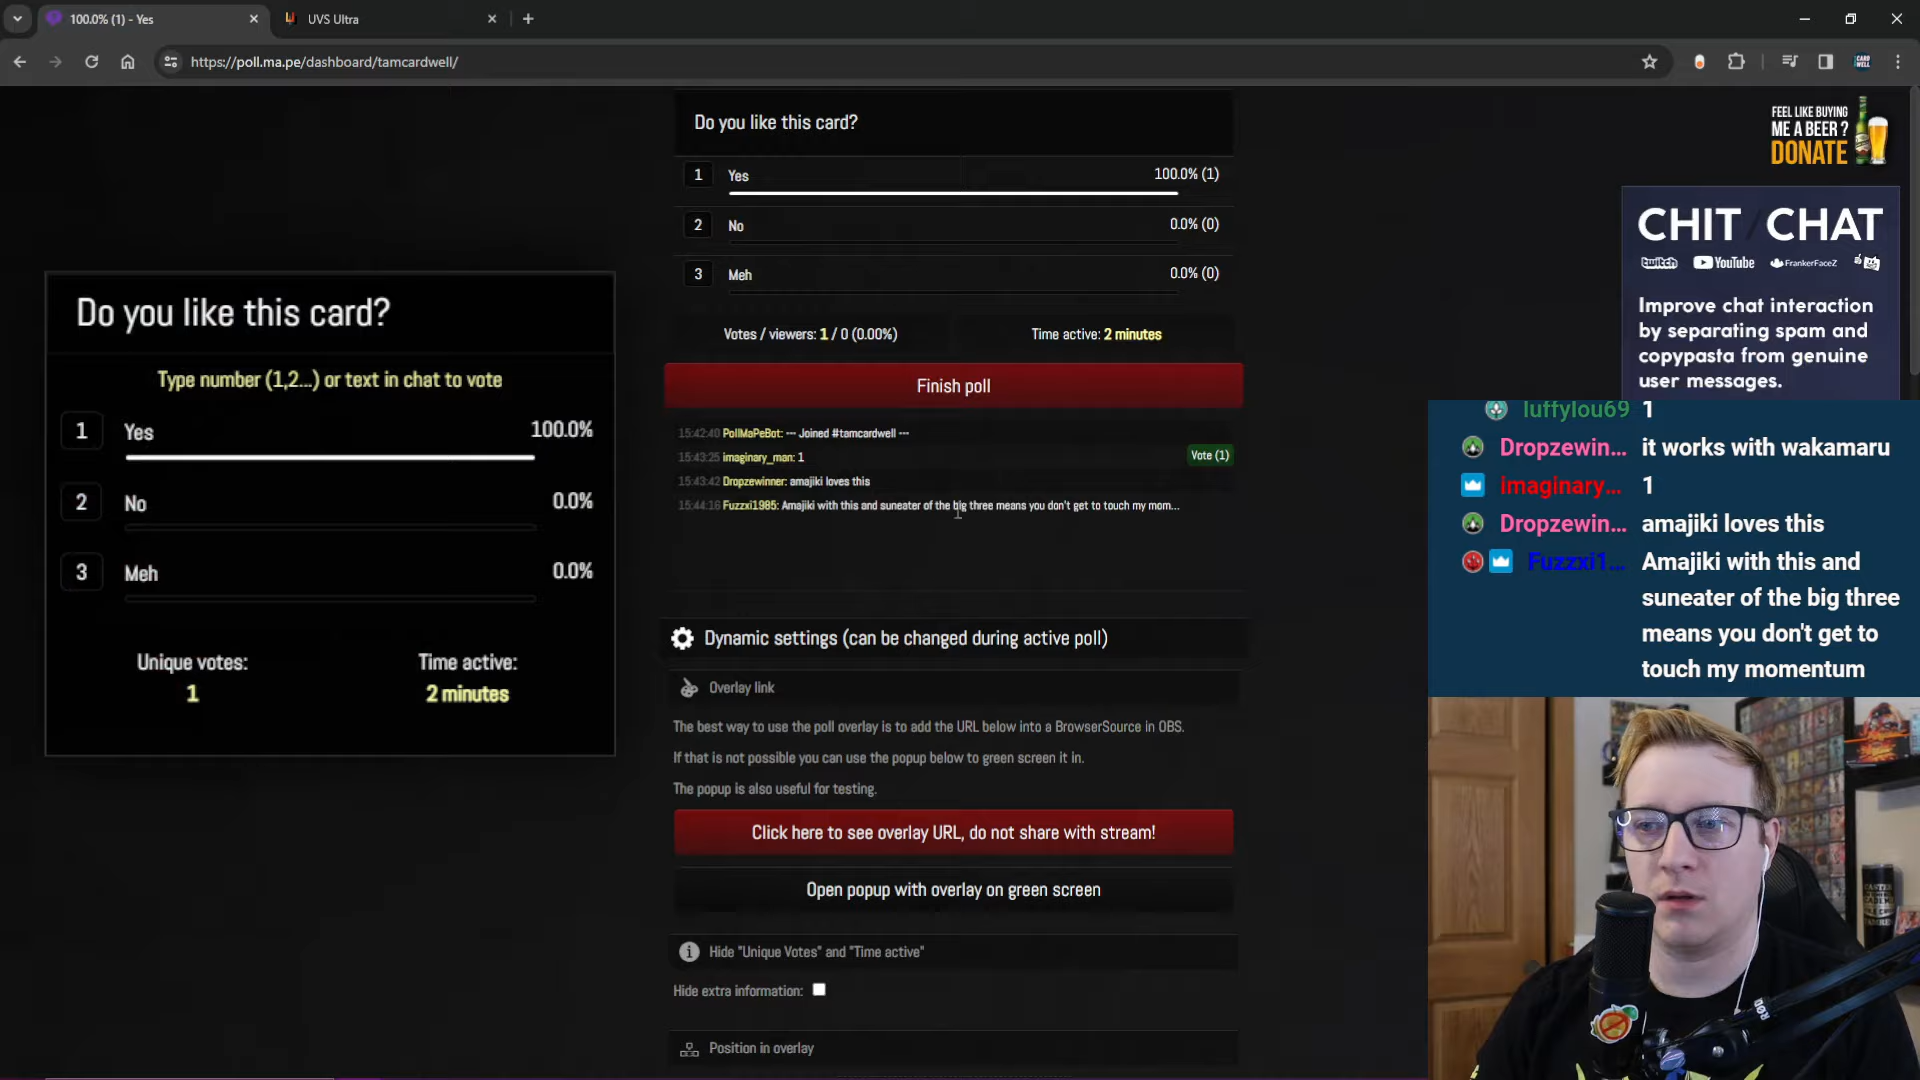 100.0% (1) - Yes
UVS Ultra
https://poll.ma.pe/dashboard/tamcardwell/
Do you like this card?
1 Yes 100.0% (1)
2 No 0.0% (0)
3 Meh 0.0% (0)
Votes / viewers: 1 / 0 (0.00%) Time active: 2 minutes
Finish poll
15:42:40 PollMaPeBot: --- Joined #tamcardwell ---
15:43:25 imaginary_man: 1 Vote (1)
15:43:42 Dropzewinner: amajiki loves this
15:44:16 Fuzzxi1985: Amajiki with this and suneater of the big three means you don't get to touch my mom...
Dynamic settings (can be changed during active poll)
Overlay link
The best way to use the poll overlay is to add the URL below into a BrowserSource in OBS.
If that is not possible you can use the popup below to green screen it in.
The popup is also useful for testing.
Click here to see overlay URL, do not share with stream!
Open popup with overlay on green screen
Hide "Unique Votes" and "Time active"
Hide extra information:
Position in overlay
Do you like this card?
Type number (1,2...) or text in chat to vote
1 Yes 100.0%
2 No 0.0%
3 Meh 0.0%
Unique votes: Time active:
1 2 minutes
FEEL LIKE BUYING
ME A BEER ?
DONATE
CHIT / CHAT
twitch YouTube FrankerFaceZ
Improve chat interaction
by separating spam and
copypasta from genuine
user messages.
luffylou69 1
Dropzewin... it works with wakamaru
imaginary... 1
Dropzewin... amajiki loves this
Fuzzxi1... Amajiki with this and
suneater of the big three
means you don't get to
touch my momentum